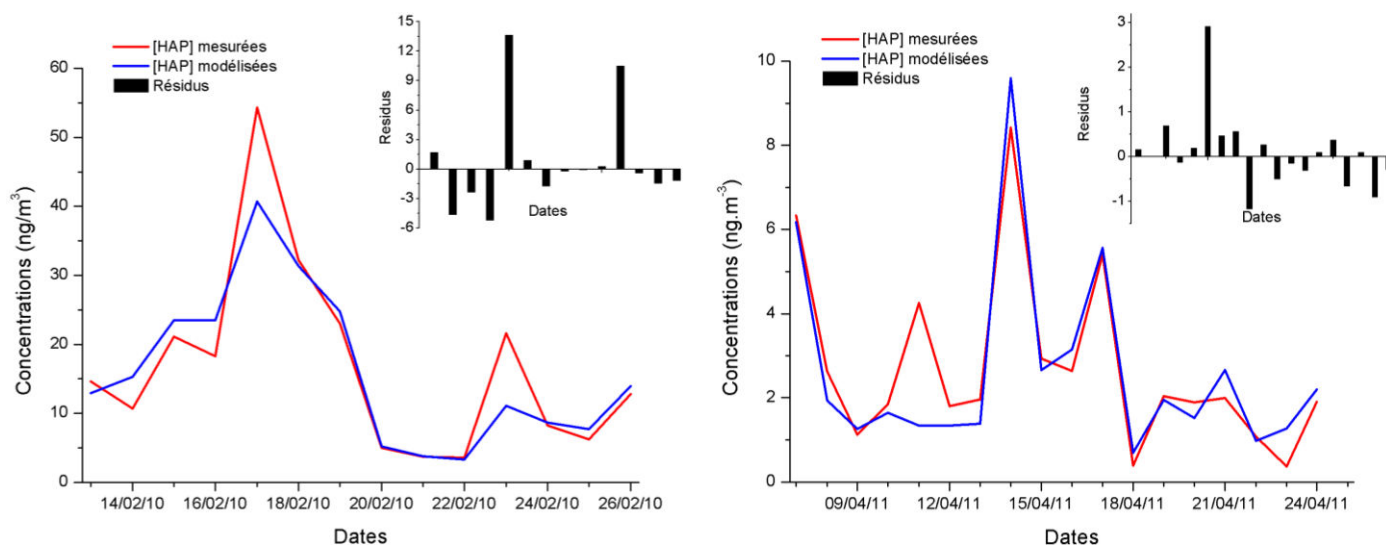 [HAP] mesurées
[HAP] modélisées
Résidus
Concentrations (ng/m³)
60
50
40
30
20
10
0
14/02/10 16/02/10 18/02/10 20/02/10 22/02/10 24/02/10 26/02/10
Dates
Residus
15
12
9
6
3
0
-3
-6
Dates
[HAP] mesurées
[HAP] modélisées
Résidus
Concentrations (ng.m⁻³)
10
8
6
4
2
0
09/04/11 12/04/11 15/04/11 18/04/11 21/04/11 24/04/11
Dates
Residus
3
2
1
0
-1
Dates